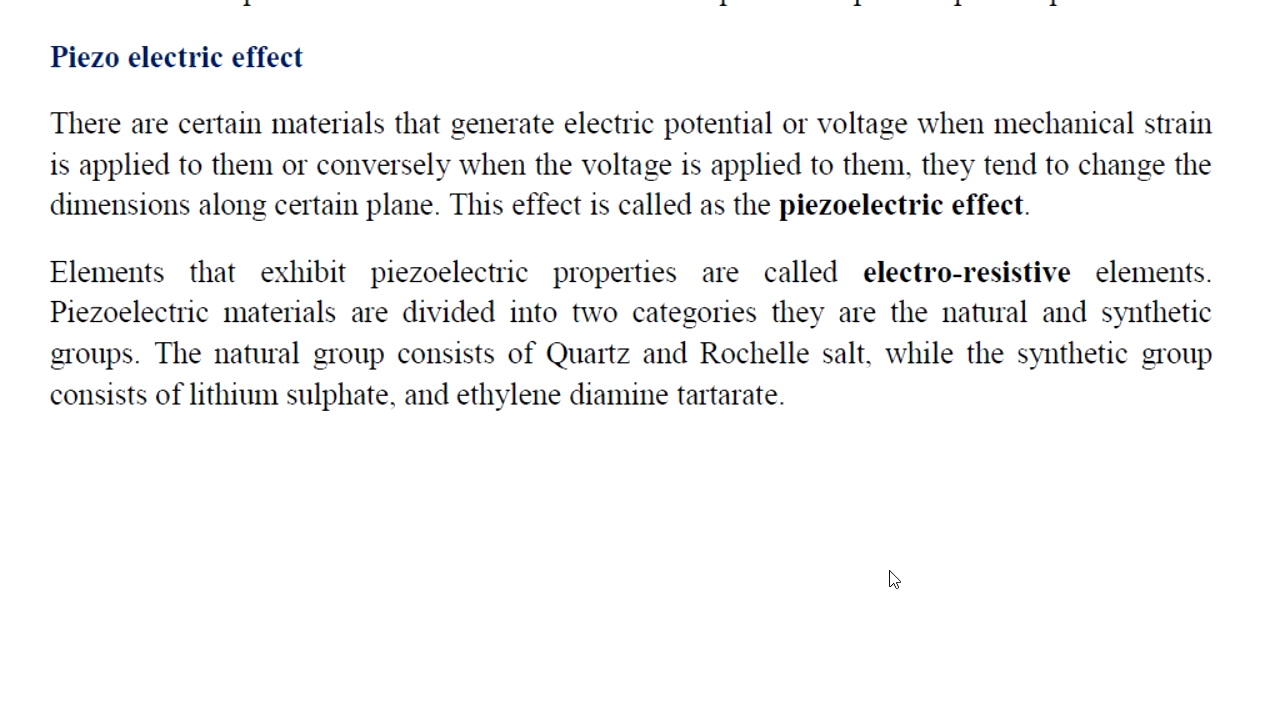 Piezo electric effect
There are certain materials that generate electric potential or voltage when mechanical strain
is applied to them or conversely when the voltage is applied to them, they tend to change the
dimensions along certain plane. This effect is called as the piezoelectric effect.
Elements that exhibit piezoelectric properties are called electro-resistive elements.
Piezoelectric materials are divided into two categories they are the natural and synthetic
groups. The natural group consists of Quartz and Rochelle salt, while the synthetic group
consists of lithium sulphate, and ethylene diamine tartarate.